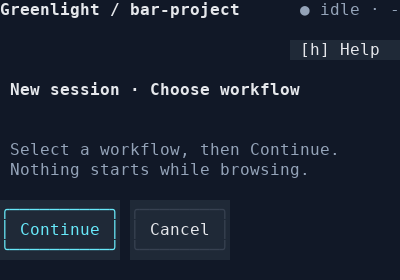 Greenlight / bar-project ● idle · -
[h] Help
New session · Choose workflow
Select a workflow, then Continue.
Nothing starts while browsing.
Continue Cancel